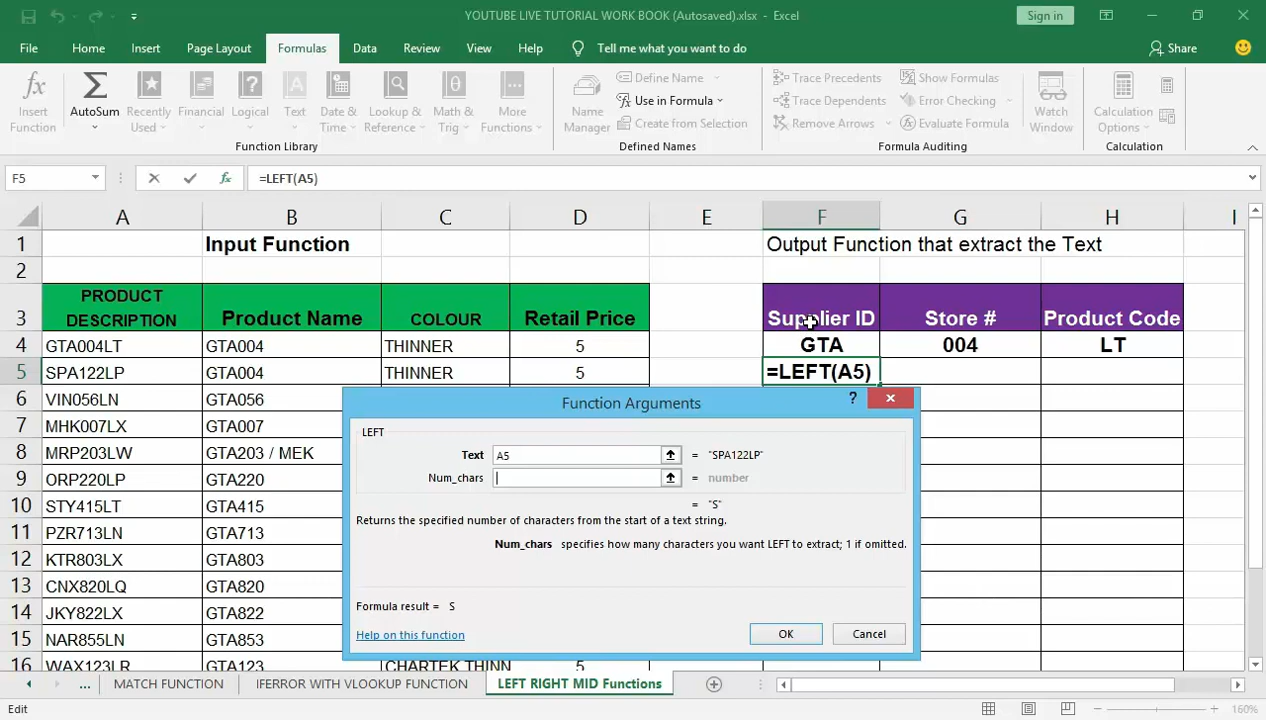 YOUTUBE LIVE TUTORIAL WORK BOOK (Autosaved).xlsx - Excel
Sign in
File Home Insert Page Layout Formulas Data Review View Help Tell me what you want to do Share
Insert Function
AutoSum
Recently Used
Financial
Logical
Text
Date & Time
Lookup & Reference
Math & Trig
More Functions
Function Library
Name Manager
Define Name
Use in Formula
Create from Selection
Defined Names
Trace Precedents
Trace Dependents
Remove Arrows
Show Formulas
Error Checking
Evaluate Formula
Formula Auditing
Watch Window
Calculation Options
Calculation
F5 fx =LEFT(A5)
A B C D E F G H I
1 Input Function Output Function that extract the Text
2
3 PRODUCT DESCRIPTION Product Name COLOUR Retail Price Supplier ID Store # Product Code
4 GTA004LT GTA004 THINNER 5 GTA 004 LT
5 SPA122LP GTA004 THINNER 5 =LEFT(A5)
6 VIN056LN GTA056
7 MHK007LX GTA007
8 MRP203LW GTA203 / MEK
9 ORP220LP GTA220
10 STY415LT GTA415
11 PZR713LN GTA713
12 KTR803LX GTA803
13 CNX820LQ GTA820
14 JKY822LX GTA822
15 NAR855LN GTA853
16 WAX123LR GTA123 CHARTEK THINN 5
Function Arguments ?
LEFT
Text A5 = "SPA122LP"
Num_chars = number
= "S"
Returns the specified number of characters from the start of a text string.
Num_chars specifies how many characters you want LEFT to extract; 1 if omitted.
Formula result = S
Help on this function
OK Cancel
... MATCH FUNCTION IFERROR WITH VLOOKUP FUNCTION LEFT RIGHT MID Functions
Edit
160%